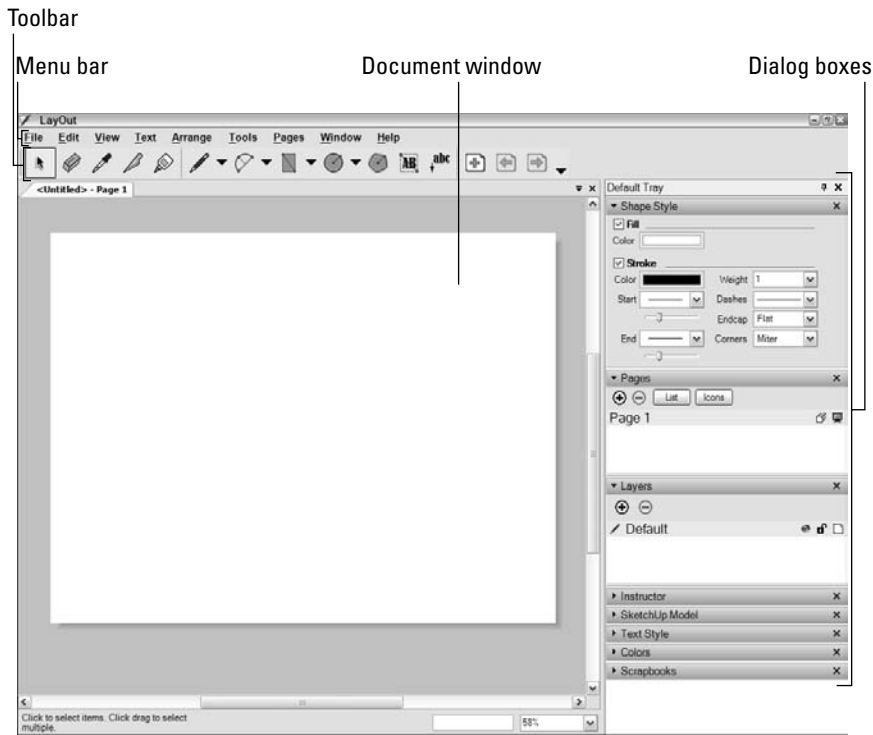 Toolbar
Menu bar Document window Dialog boxes
LayOut
File Edit View Text Arrange Tools Pages Window Help
AB abc
<Untitled> - Page 1 Default Tray
Shape Style
Fill
Color
Stroke
Color Weight 1
Start Dashes
Endcap Flat
End Corners Miter
Pages
List Icons
Page 1
Layers
Default
Instructor
SketchUp Model
Text Style
Colors
Scrapbooks
Click to select items. Click drag to select
multiple.
58%